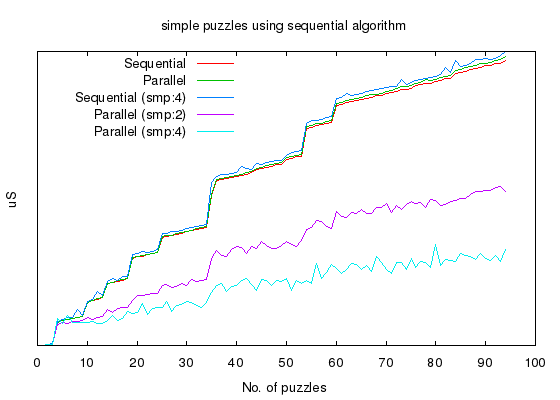 simple puzzles using sequential algorithm
Sequential
Parallel
Sequential (smp:4)
Parallel (smp:2)
Parallel (smp:4)
uS
0 10 20 30 40 50 60 70 80 90 100
No. of puzzles